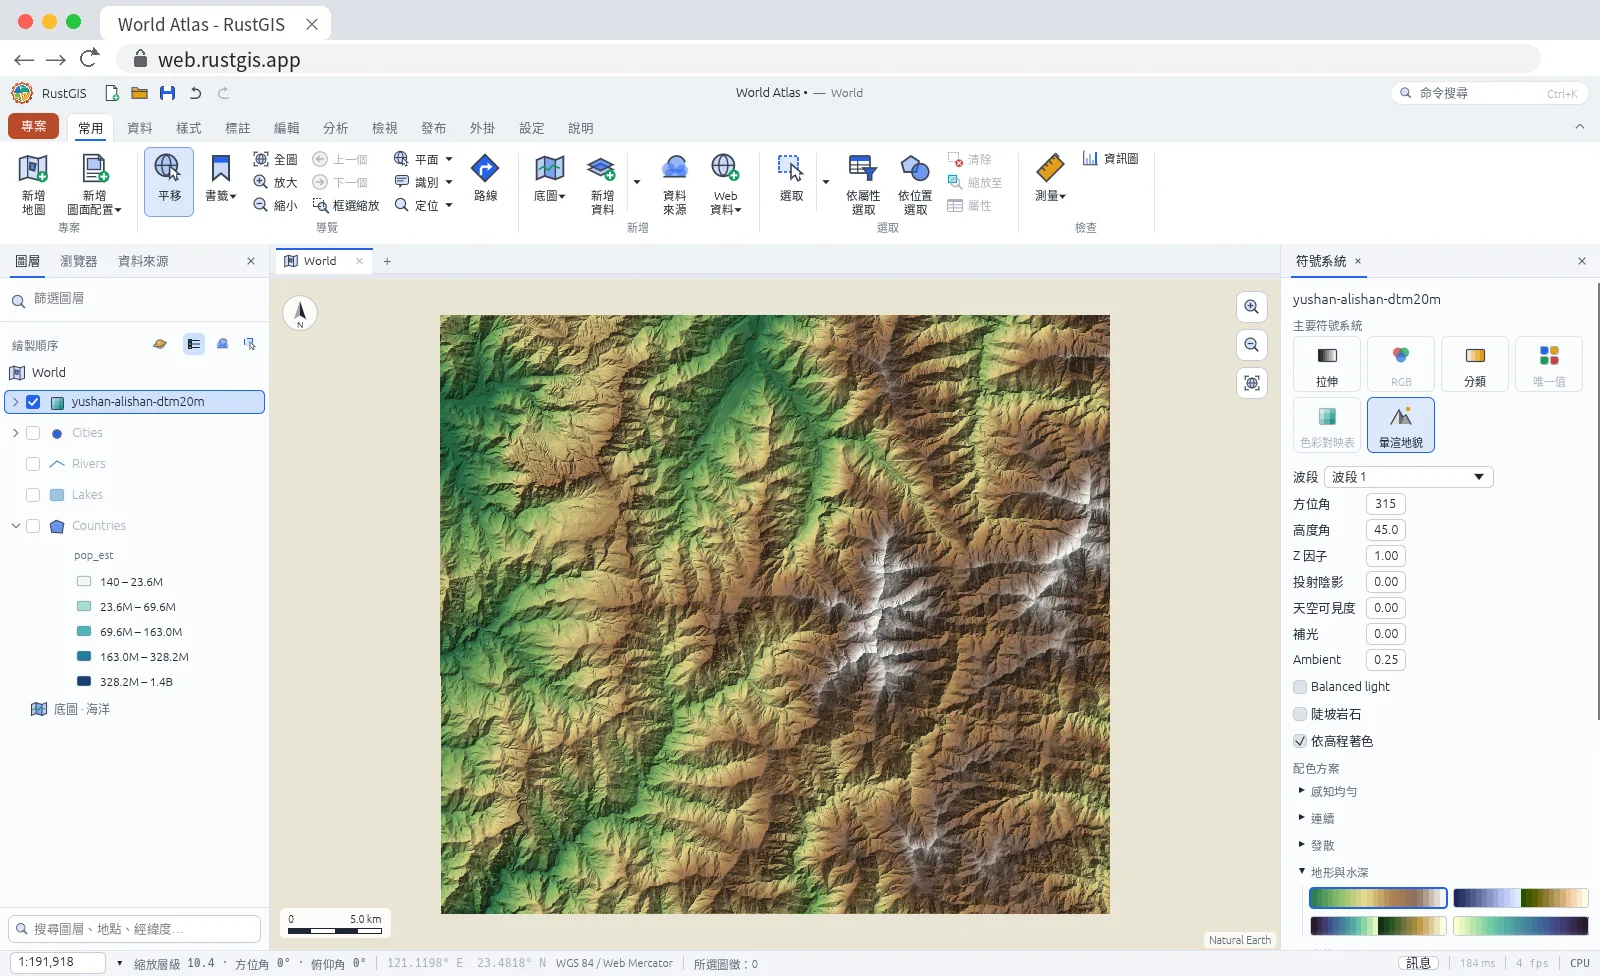 World Atlas - RustGIS
web.rustgis.app
RustGIS
World Atlas • — World
命令搜尋 Ctrl+K
專案 常用 資料 樣式 標註 編輯 分析 檢視 發布 外掛 設定 說明
新增地圖 新增圖面配置 平移 書籤 全圖 放大 縮小 上一個 下一個 框選縮放 平面 識別 定位 路線 底圖 新增資料 資料來源 Web資料 選取 依屬性選取 依位置選取 清除 縮放至 屬性 測量 資訊圖
專案 導覽 新增 選取 檢查
圖層 瀏覽器 資料來源
篩選圖層
繪製順序
World
yushan-alishan-dtm20m
Cities
Rivers
Lakes
Countries
pop_est
140 – 23.6M
23.6M – 69.6M
69.6M – 163.0M
163.0M – 328.2M
328.2M – 1.4B
底圖 · 海洋
搜尋圖層、地點、經緯度…
World
N
0 5.0 km
Natural Earth
符號系統
yushan-alishan-dtm20m
主要符號系統
拉伸 RGB 分類 唯一值
色彩對映表 暈渲地貌
波段 波段 1
方位角 315
高度角 45.0
Z 因子 1.00
投射陰影 0.00
天空可見度 0.00
補光 0.00
Ambient 0.25
Balanced light
陡坡岩石
依高程著色
配色方案
感知均勻
連續
發散
地形與水深
1:191,918 縮放層級 10.4 · 方位角 0° · 俯仰角 0° 121.1198° E 23.4818° N WGS 84 / Web Mercator 所選圖徵：0 訊息 184 ms 4 fps CPU